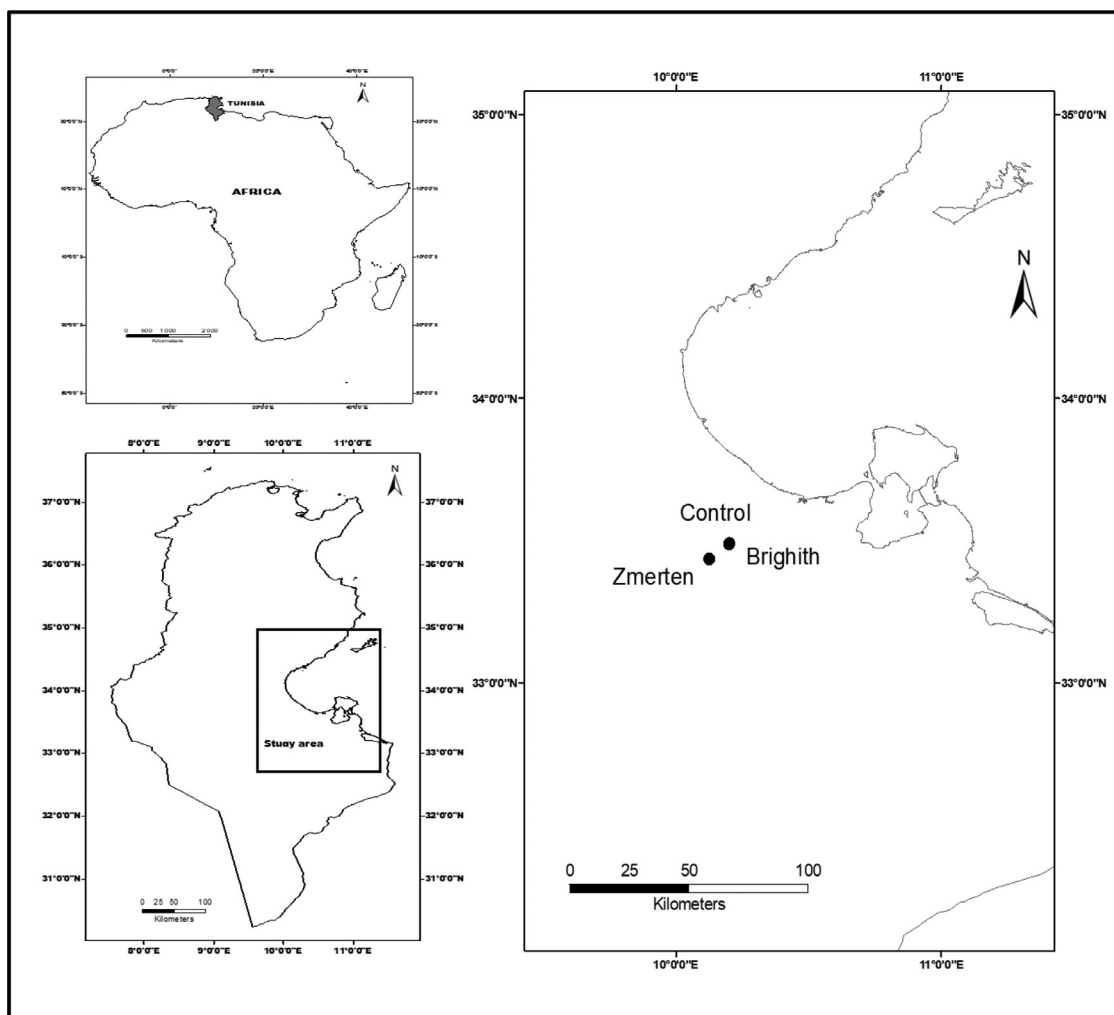 N
TUNISIA
AFRICA
0 500 1 000 2 000
Kilometers
8°0'0"E 9°0'0"E 10°0'0"E 11°0'0"E
N
37°0'0"N
36°0'0"N
35°0'0"N
34°0'0"N
33°0'0"N
32°0'0"N
31°0'0"N
37°0'0"N
36°0'0"N
35°0'0"N
34°0'0"N
33°0'0"N
32°0'0"N
31°0'0"N
Study area
0 25 50 100
Kilometers
8°0'0"E 9°0'0"E 10°0'0"E 11°0'0"E
10°0'0"E 11°0'0"E
35°0'0"N 35°0'0"N
N
34°0'0"N 34°0'0"N
Control
Brighith
Zmerten
33°0'0"N 33°0'0"N
0 25 50 100
Kilometers
10°0'0"E 11°0'0"E